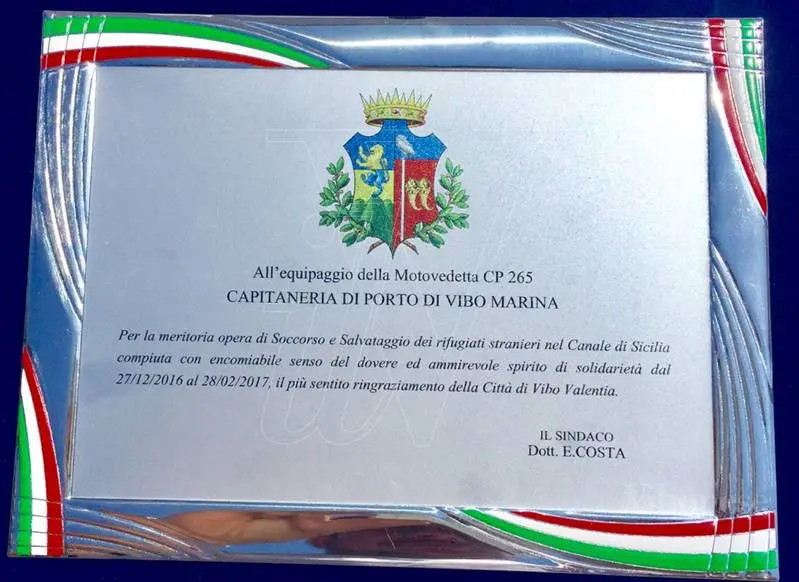 All'equipaggio della Motovedetta CP 265
CAPITANERIA DI PORTO DI VIBO MARINA
Per la meritoria opera di Soccorso e Salvataggio dei rifugiati stranieri nel Canale di Sicilia
compiuta con encomiabile senso del dovere ed ammirevole spirito di solidarietà dal
27/12/2016 al 28/02/2017, il più sentito ringraziamento della Città di Vibo Valentia.
IL SINDACO
Dott. E.COSTA